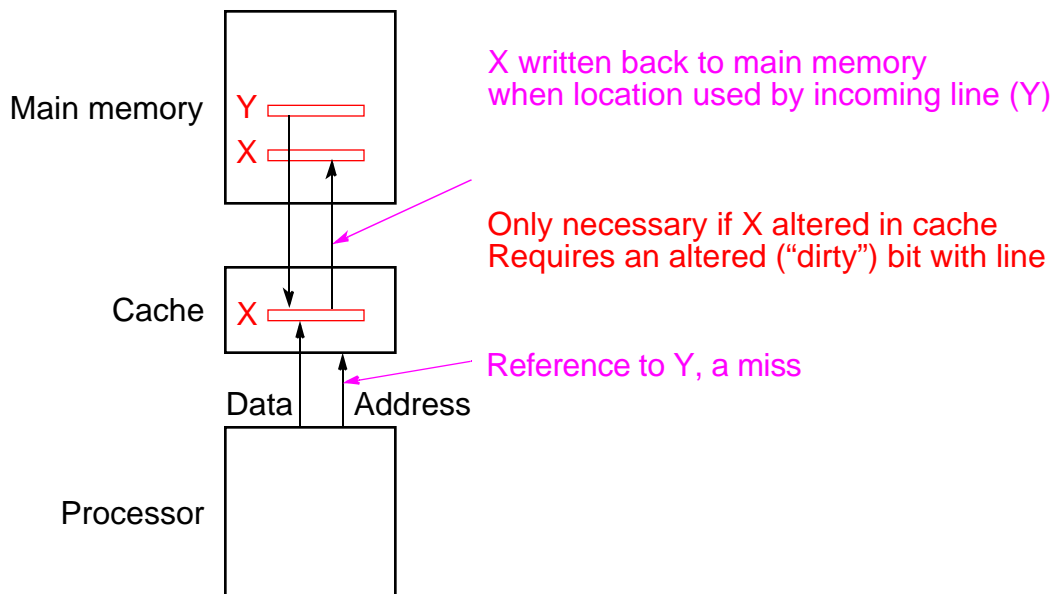 X written back to main memory
when location used by incoming line (Y)
Main memory
Y
X
Only necessary if X altered in cache
Requires an altered (“dirty”) bit with line
Cache
X
Reference to Y, a miss
Data
Address
Processor